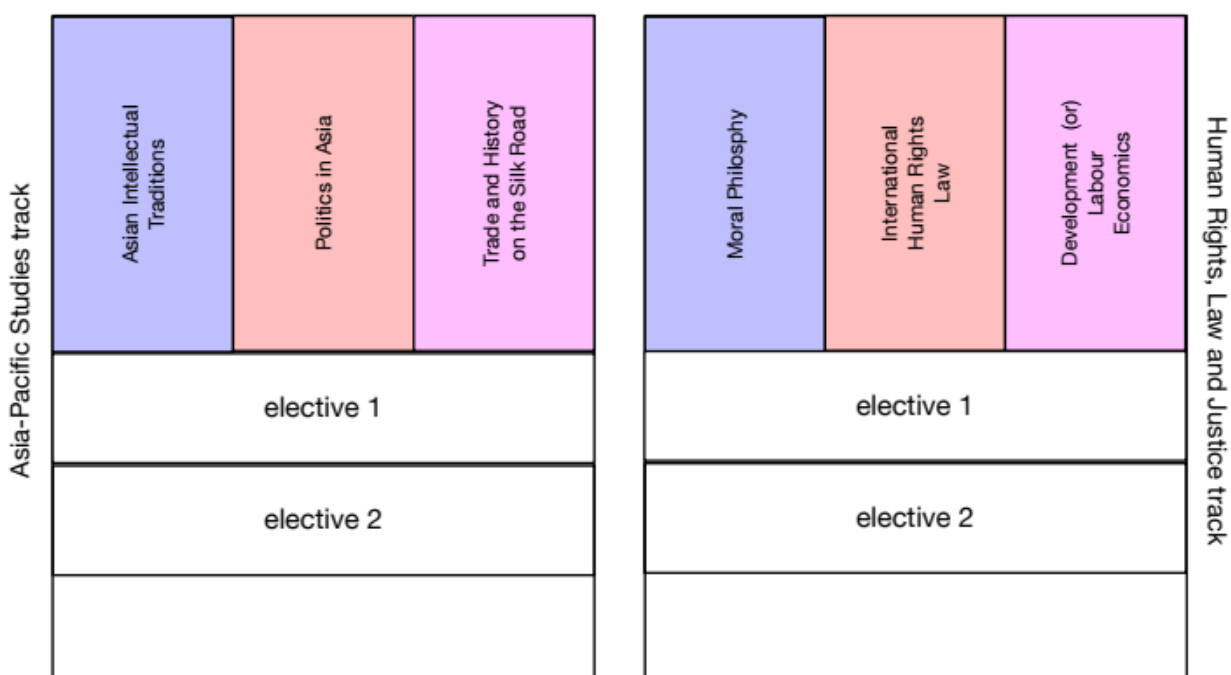 Asia-Pacific Studies track
Asian Intellectual
Traditions
Politics in Asia
Trade and History
on the Silk Road
elective 1
elective 2
Moral Philosphy
International
Human Rights
Law
Development (or)
Labour
Economics
elective 1
elective 2
Human Rights, Law and Justice track